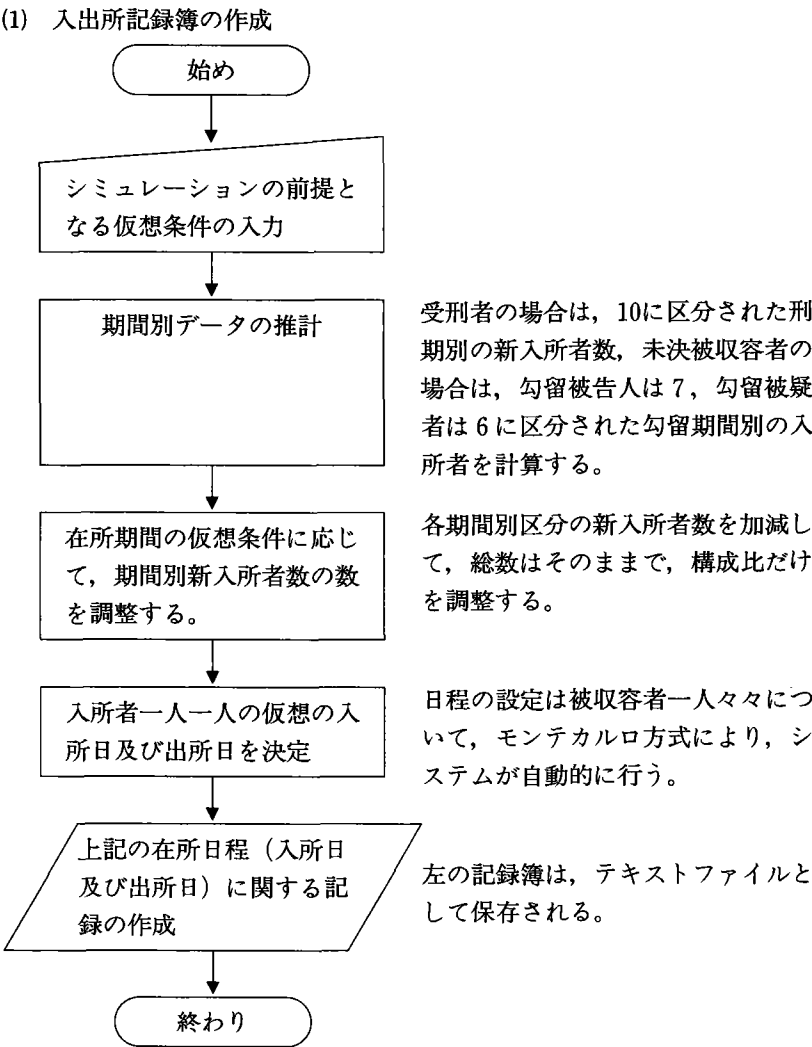 (1) 入出所記録簿の作成
始め
シミュレーションの前提と
なる仮想条件の入力
期間別データの推計
受刑者の場合は，10に区分された刑
期別の新入所者数，未決被収容者の
場合は，勾留被告人は7，勾留被疑
者は6に区分された勾留期間別の入
所者を計算する。
在所期間の仮想条件に応じ
て，期間別新入所者数の数
を調整する。
各期間別区分の新入所者数を加減し
て，総数はそのままで，構成比だけ
を調整する。
入所者一人一人の仮想の入
所日及び出所日を決定
日程の設定は被収容者一人々々につ
いて，モンテカルロ方式により，シ
ステムが自動的に行う。
上記の在所日程（入所日
及び出所日）に関する記
録の作成
左の記録簿は，テキストファイルと
して保存される。
終わり